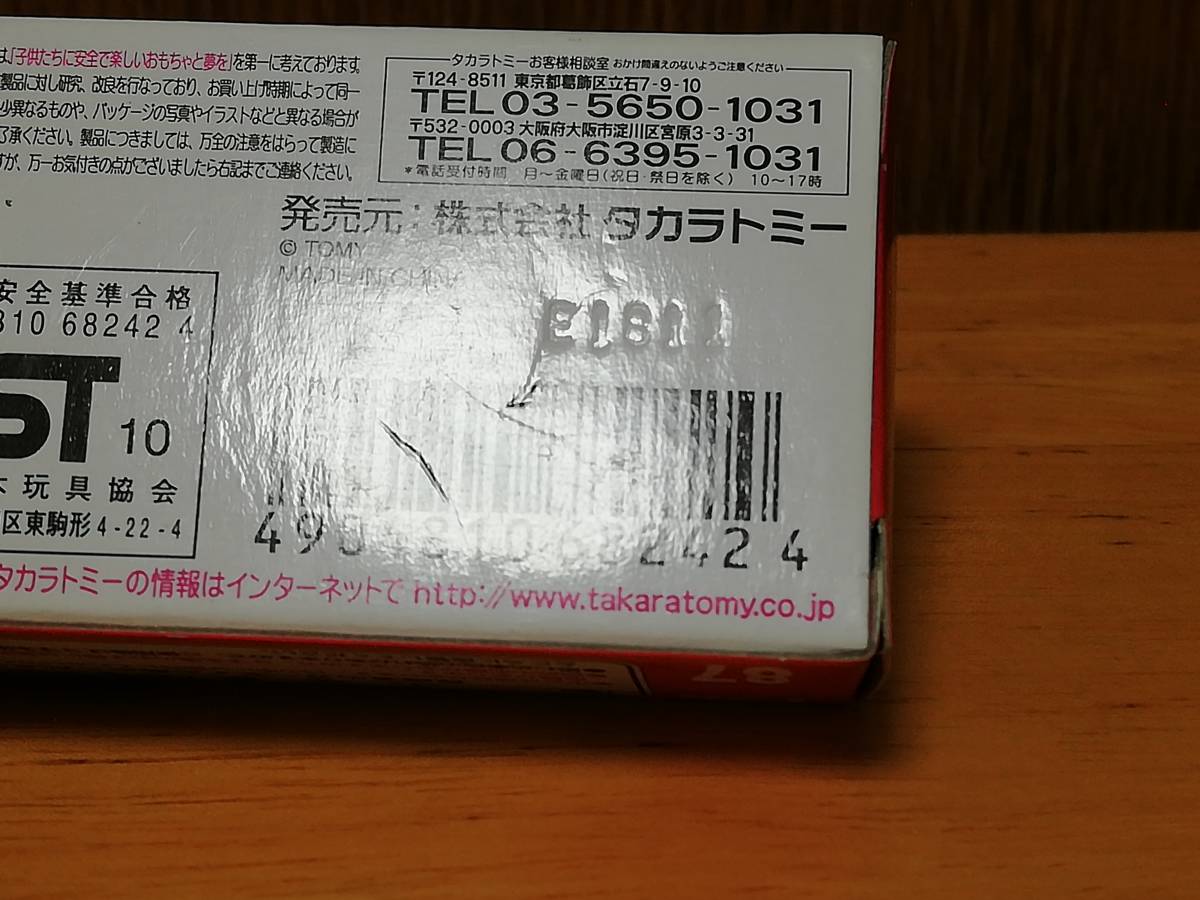 は、「子供たちに安全で楽しいおもちゃと夢を」を第一に考えております。
製品に対し研究、改良を行なっており、お買い上げ時期によって同一
少異なるものや、パッケージの写真やイラストなどと異なる場合が
了承ください。製品につきましては、万全の注意をはらって製造に
すが、万一お気付きの点がございましたら右記までご連絡ください。
タカラトミーお客様相談室 おかけ間違えのないようご注意ください
〒124-8511 東京都葛飾区立石7-9-10
TEL 03-5650-1031
〒532-0003 大阪府大阪市淀川区宮原3-3-31
TEL 06-6395-1031
*電話受付時間 月〜金曜日(祝日・祭日を除く) 10〜17時
発売元:株式会社 タカラトミー
© TOMY
MADE IN CHINA
E1811
安全基準合格
810 68242 4
ST 10
玩具協会
区東駒形4-22-4
2424
タカラトミーの情報はインターネットで http://www.takaratomy.co.jp
87